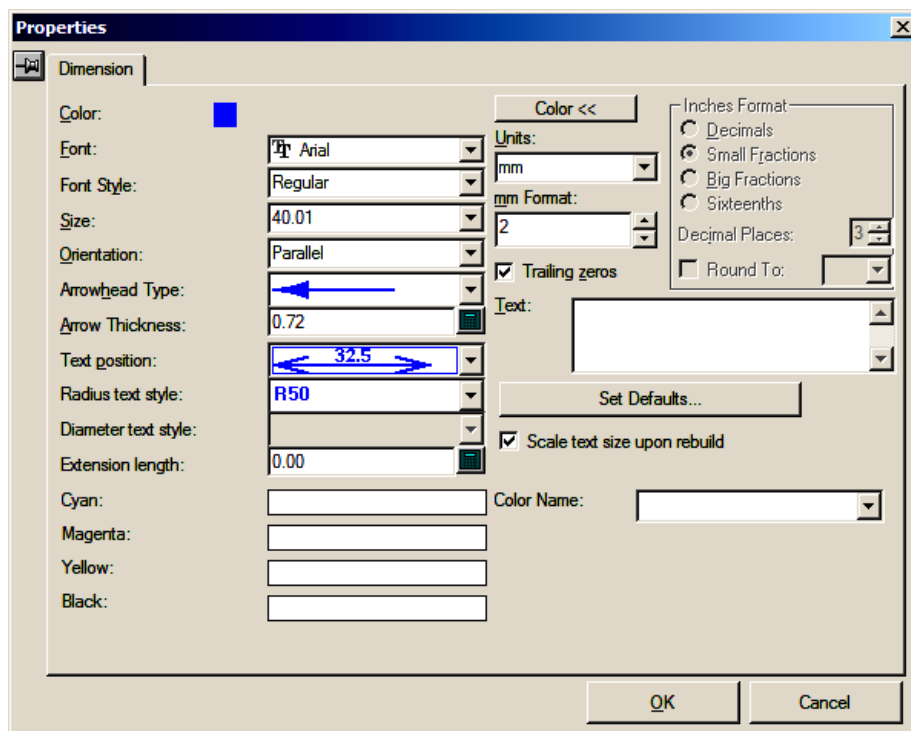 Properties
Dimension
Color:
Font:
Arial
Font Style:
Regular
Size:
40.01
Orientation:
Parallel
Arrowhead Type:
Arrow Thickness:
0.72
Text position:
32.5
Radius text style:
R50
Diameter text style:
Extension length:
0.00
Cyan:
Magenta:
Yellow:
Black:
Color <<
Units:
mm
mm Format:
2
Trailing zeros
Inches Format
Decimals
Small Fractions
Big Fractions
Sixteenths
Decimal Places:
3
Round To:
Text:
Set Defaults...
Scale text size upon rebuild
Color Name:
OK
Cancel